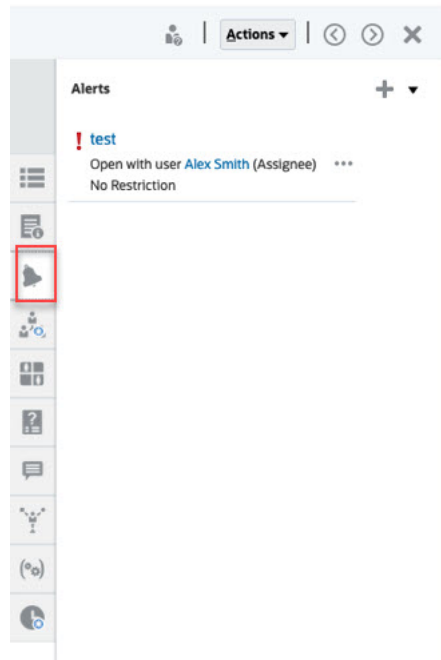 Actions
Alerts
test
Open with user Alex Smith (Assignee)
No Restriction